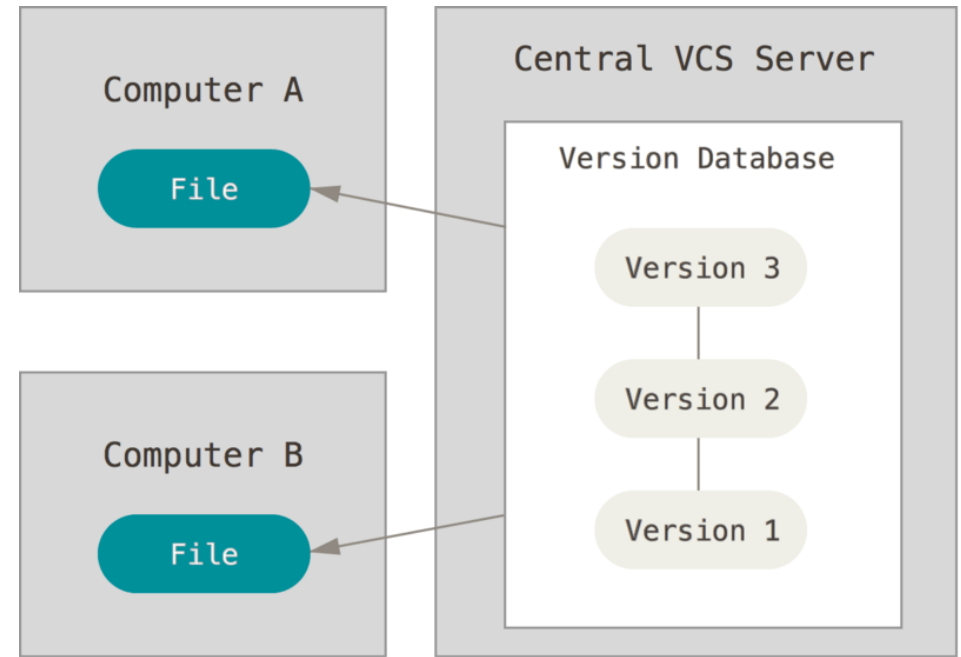 Computer A
File
Computer B
File
Central VCS Server
Version Database
Version 3
Version 2
Version 1